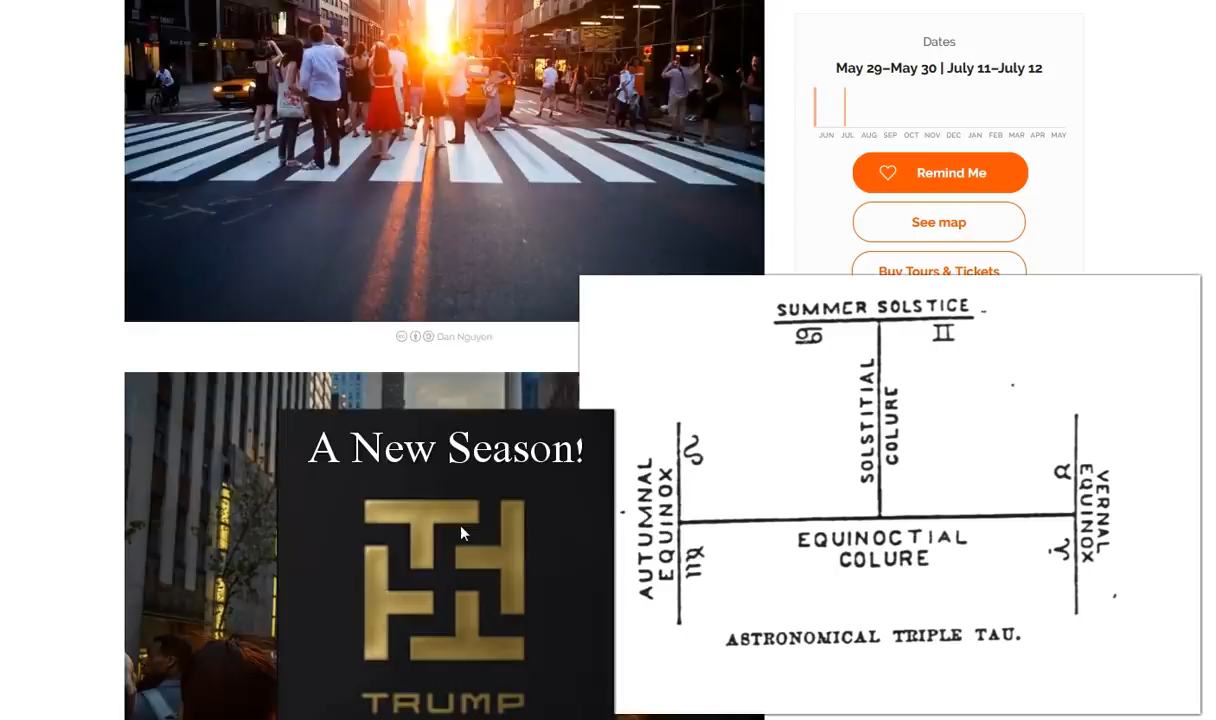 Dates
May 29–May 30 | July 11–July 12
JUN JUL AUG SEP OCT NOV DEC JAN FEB MAR APR MAY
Remind Me
See map
Buy Tours & Tickets
Dan Nguyen
A New Season!
TRUMP
SUMMER SOLSTICE
SOLSTITIAL
COLURE
AUTUMNAL
EQUINOX
VERNAL
EQUINOX
EQUINOCTIAL
COLURE
ASTRONOMICAL TRIPLE TAU.